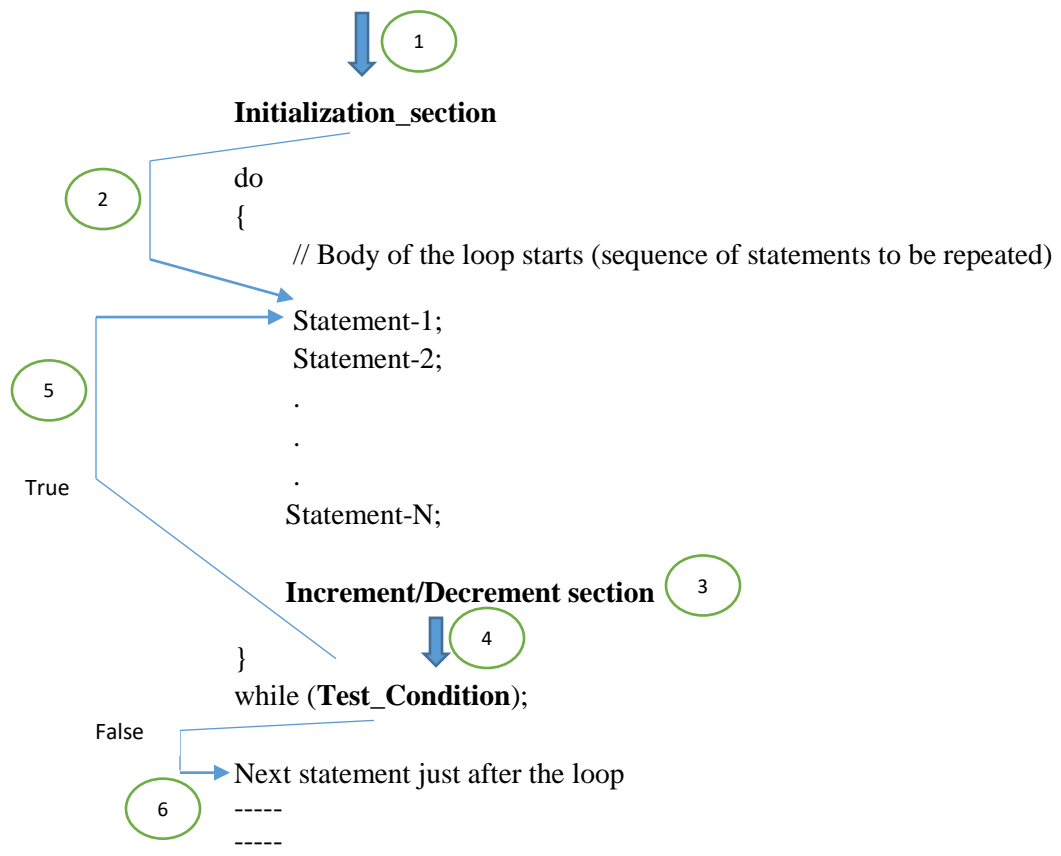 1
Initialization_section
do
2
{
// Body of the loop starts (sequence of statements to be repeated)
Statement-1;
Statement-2;
5
.
.
.
True
Statement-N;
Increment/Decrement section
3
4
}
while (Test_Condition);
False
Next statement just after the loop
6
-----
-----